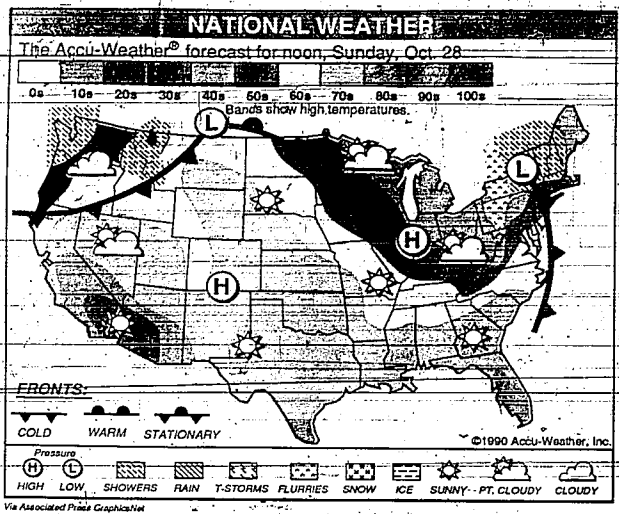 NATIONAL WEATHER
The Accu-Weather® forecast for noon, Sunday, Oct. 28
0s 10s 20s 30s 40s 50s 60s 70s 80s 90s 100s
Bands show high temperatures.
L
L
H
H
FRONTS:
COLD WARM STATIONARY
©1990 Accu-Weather, Inc.
Pressure
H L
HIGH LOW SHOWERS RAIN T-STORMS FLURRIES SNOW ICE SUNNY PT. CLOUDY CLOUDY
Via Associated Press GraphicsNet